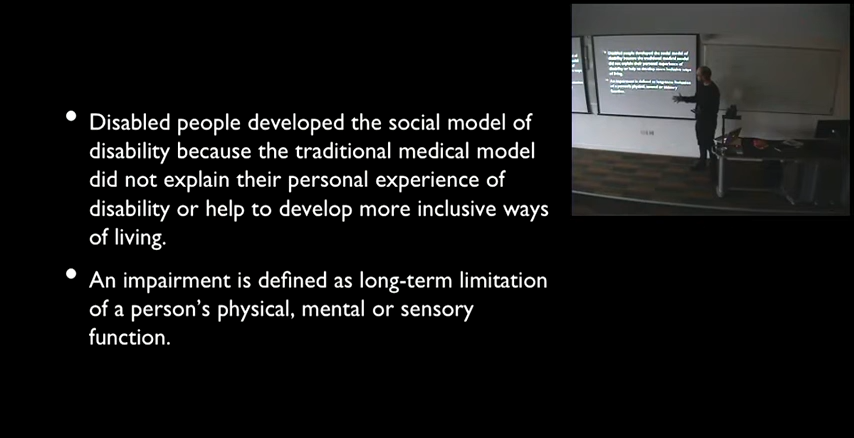 • Disabled people developed the social model of
disability because the traditional medical model
did not explain their personal experience of
disability or help to develop more inclusive ways
of living.
• An impairment is defined as long-term limitation
of a person’s physical, mental or sensory
function.